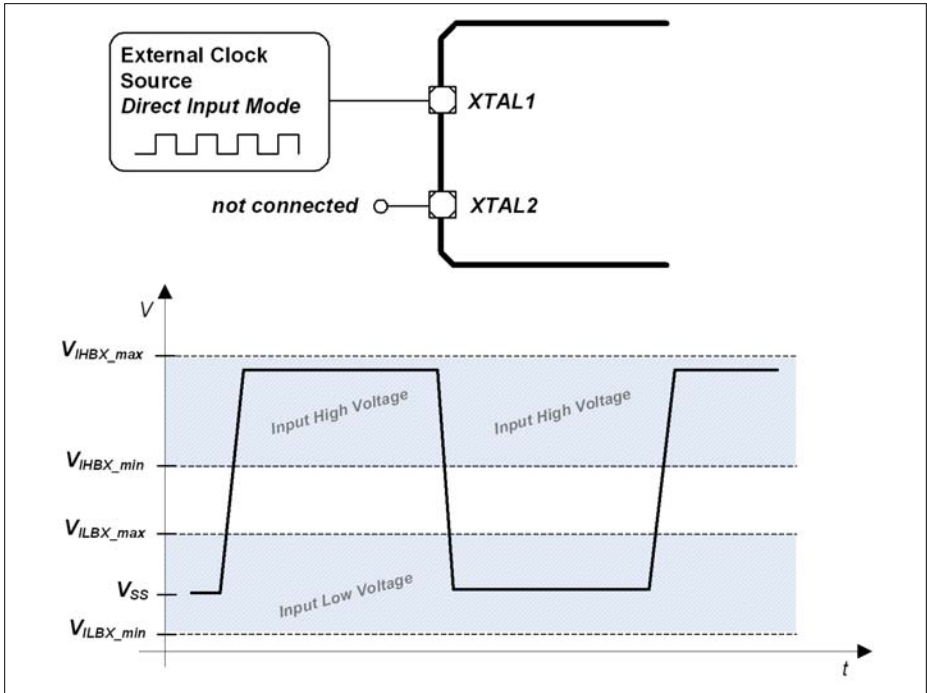 External Clock
Source
Direct Input Mode
XTAL1
not connected
XTAL2
V
VIHBX_max
Input High Voltage
Input High Voltage
VIHBX_min
VILBX_max
VSS
Input Low Voltage
VILBX_min
t